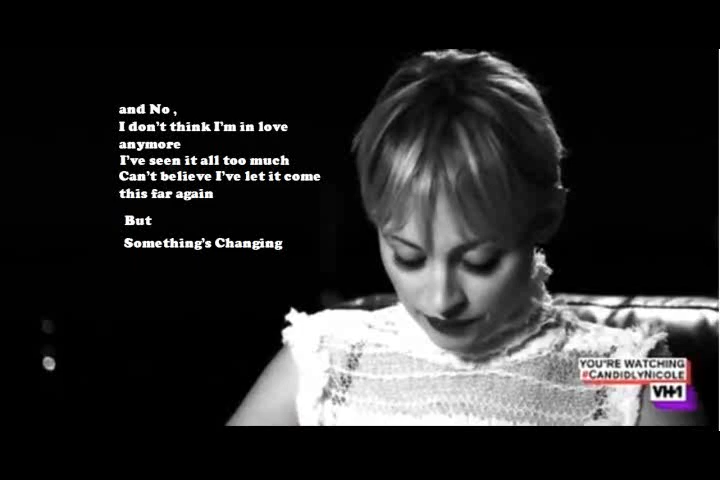 and No ,
I don't think I'm in love
anymore
I've seen it all too much
Can't believe I've let it come
this far again
But
Something's Changing
YOU'RE WATCHING
#CANDIDLYNICOLE
VH1